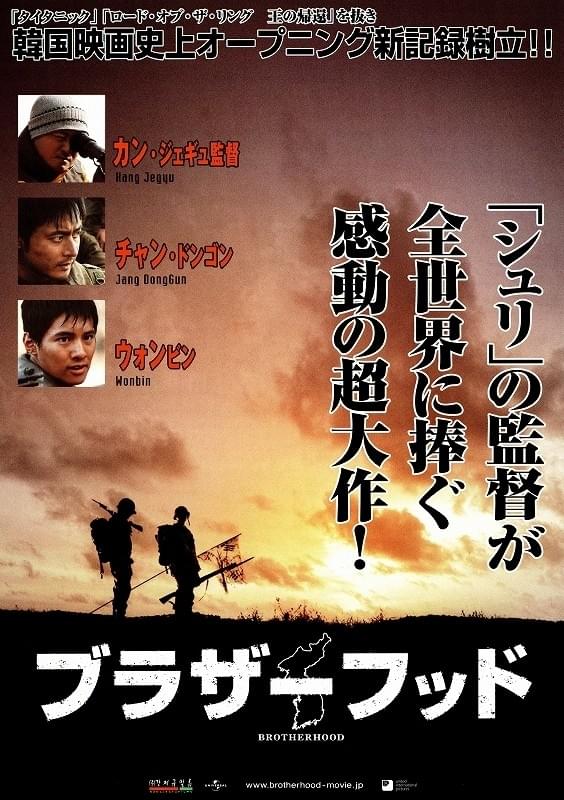 「タイタニック」「ロード・オブ・ザ・リング　王の帰還」を抜き
韓国映画史上オープニング新記録樹立!!
カン・ジェギュ監督
Kang Jegyu
チャン・ドンゴン
Jang DongGun
ウォンビン
Wonbin
「シュリ」の監督が
全世界に捧ぐ
感動の超大作！
ブラザーフッド
BROTHERHOOD
UNIVERSAL
www.brotherhood-movie.jp
united
international
pictures